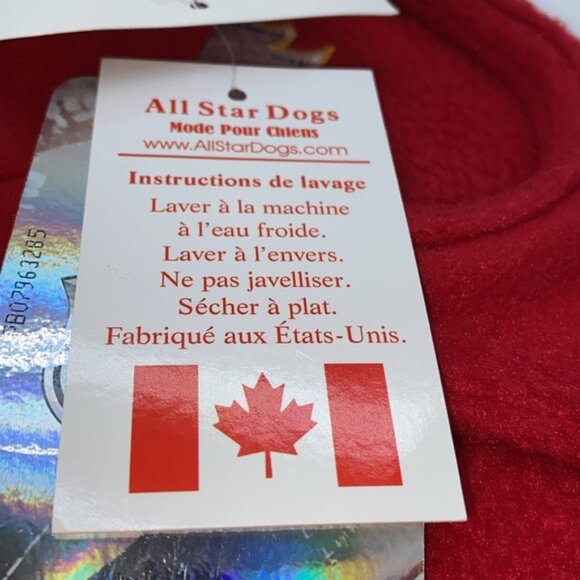 All Star Dogs
Mode Pour Chiens
www.AllStarDogs.com
Instructions de lavage
Laver à la machine
à l'eau froide.
Laver à l'envers.
Ne pas javelliser.
Sécher à plat.
Fabriqué aux États-Unis.
PB07963285